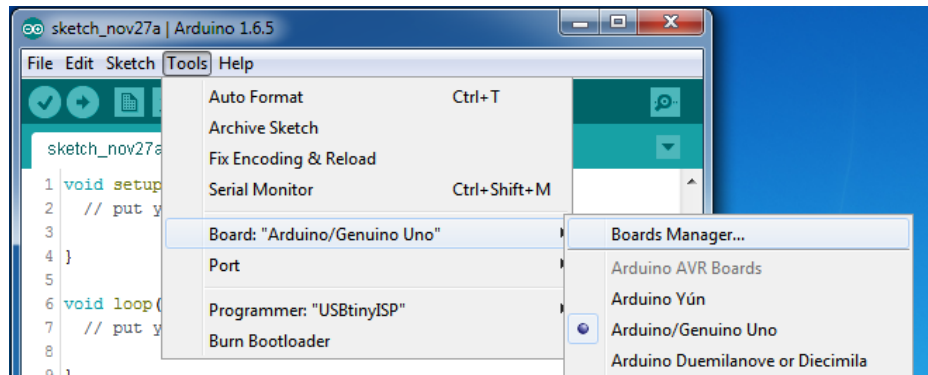 sketch_nov27a | Arduino 1.6.5
File Edit Sketch Tools Help
Auto Format Ctrl+T
Archive Sketch
Fix Encoding & Reload
Serial Monitor Ctrl+Shift+M
Board: "Arduino/Genuino Uno"
Port
Programmer: "USBtinyISP"
Burn Bootloader
Boards Manager...
Arduino AVR Boards
Arduino Yún
Arduino/Genuino Uno
Arduino Duemilanove or Diecimila
sketch_nov27a
1 void setup
2 // put y
3
4 }
5
6 void loop(
7 // put y
8
9 }